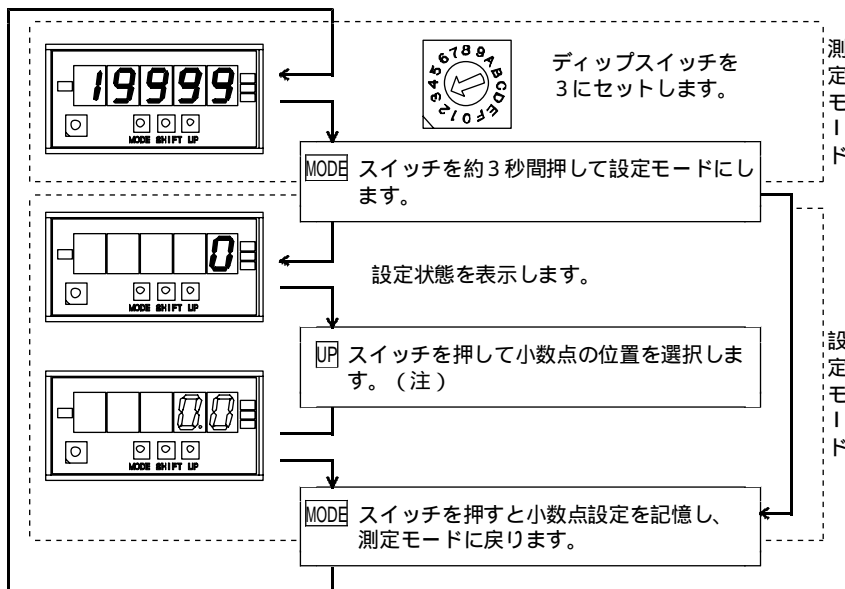 19999
MODE SHIFT UP
456789ABCDEF0123
ディップスイッチを
3にセットします。
測定モード
MODE スイッチを約3秒間押して設定モードにし
ます。
0
MODE SHIFT UP
設定状態を表示します。
UP スイッチを押して小数点の位置を選択しま
す。(注)
設定モード
0.0
MODE SHIFT UP
MODE スイッチを押すと小数点設定を記憶し、
測定モードに戻ります。